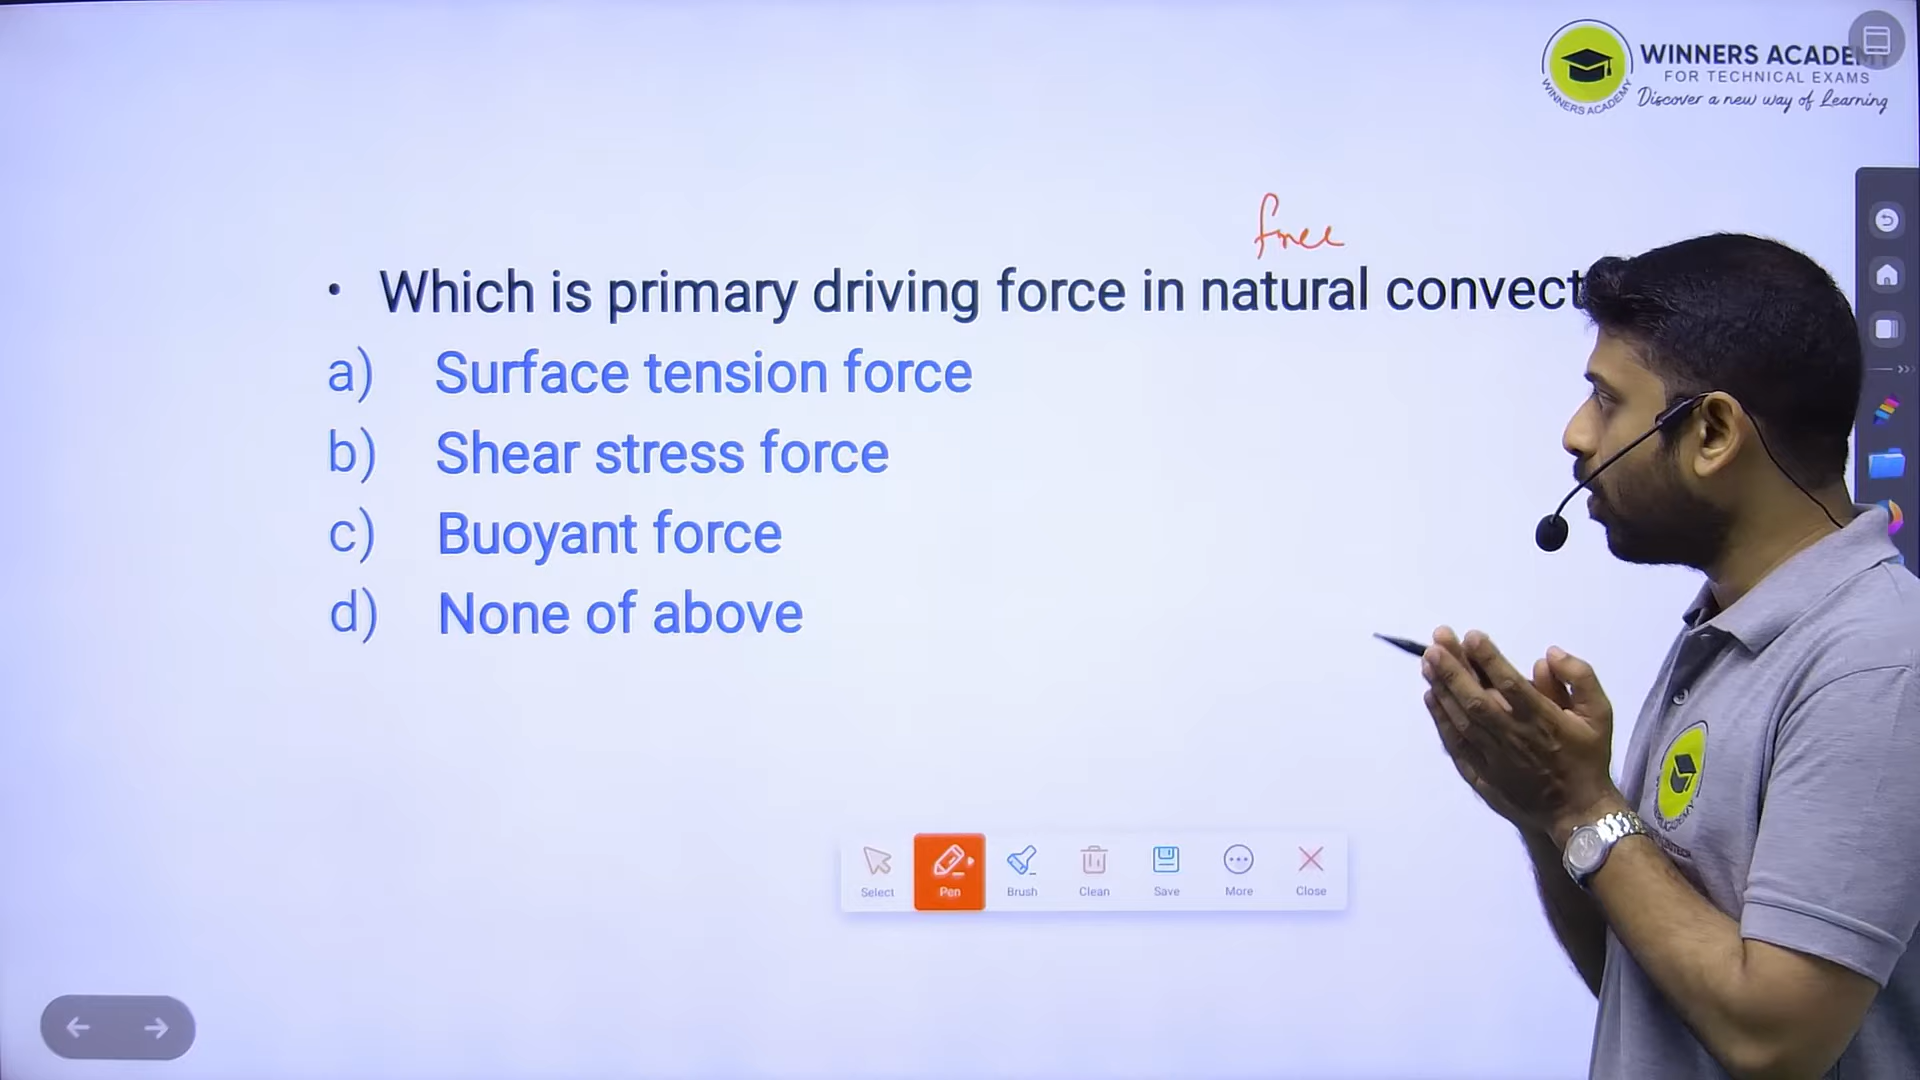 WINNERS ACADEMY
FOR TECHNICAL EXAMS
Discover a new way of Learning
WINNERS ACADEMY
free
• Which is primary driving force in natural convect
a) Surface tension force
b) Shear stress force
c) Buoyant force
d) None of above
Select Pen Brush Clean Save More Close